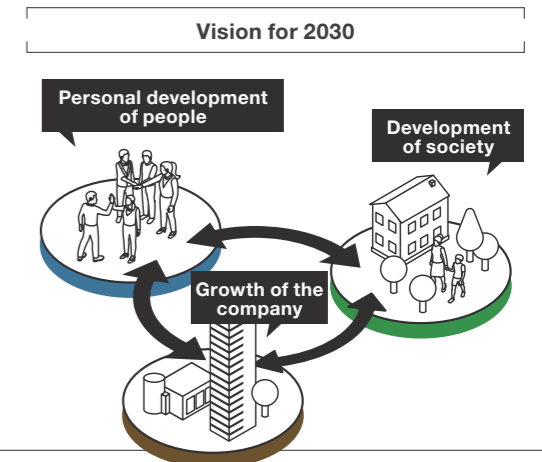 Vision for 2030
Personal development
of people
Development
of society
Growth of the
company